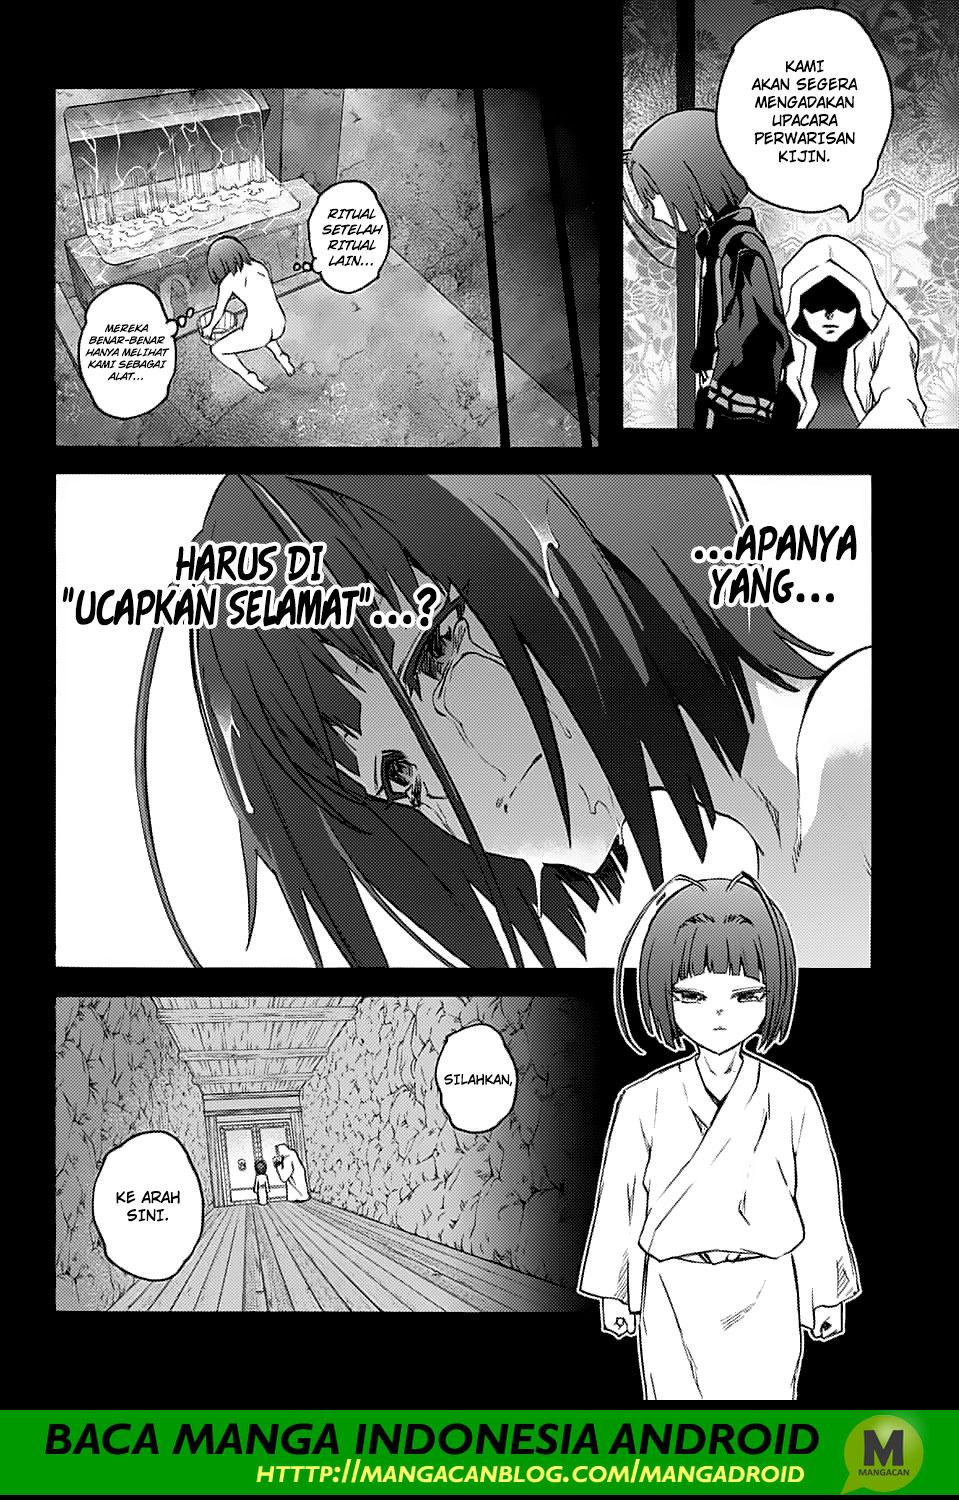 KAMI
AKAN SEGERA
MENGADAKAN
UPACARA
PERWARISAN
KIJIN.
RITUAL
SETELAH
RITUAL
LAIN...
MEREKA
BENAR-BENAR
HANYA MELIHAT
KAMI SEBAGAI
ALAT...
...APANYA
YANG...
HARUS DI
"UCAPKAN SELAMAT"...?
SILAHKAN,
KE ARAH
SINI.
BACA MANGA INDONESIA ANDROID
HTTTP://MANGACANBLOG.COM/MANGADROID
M
MANGACAN